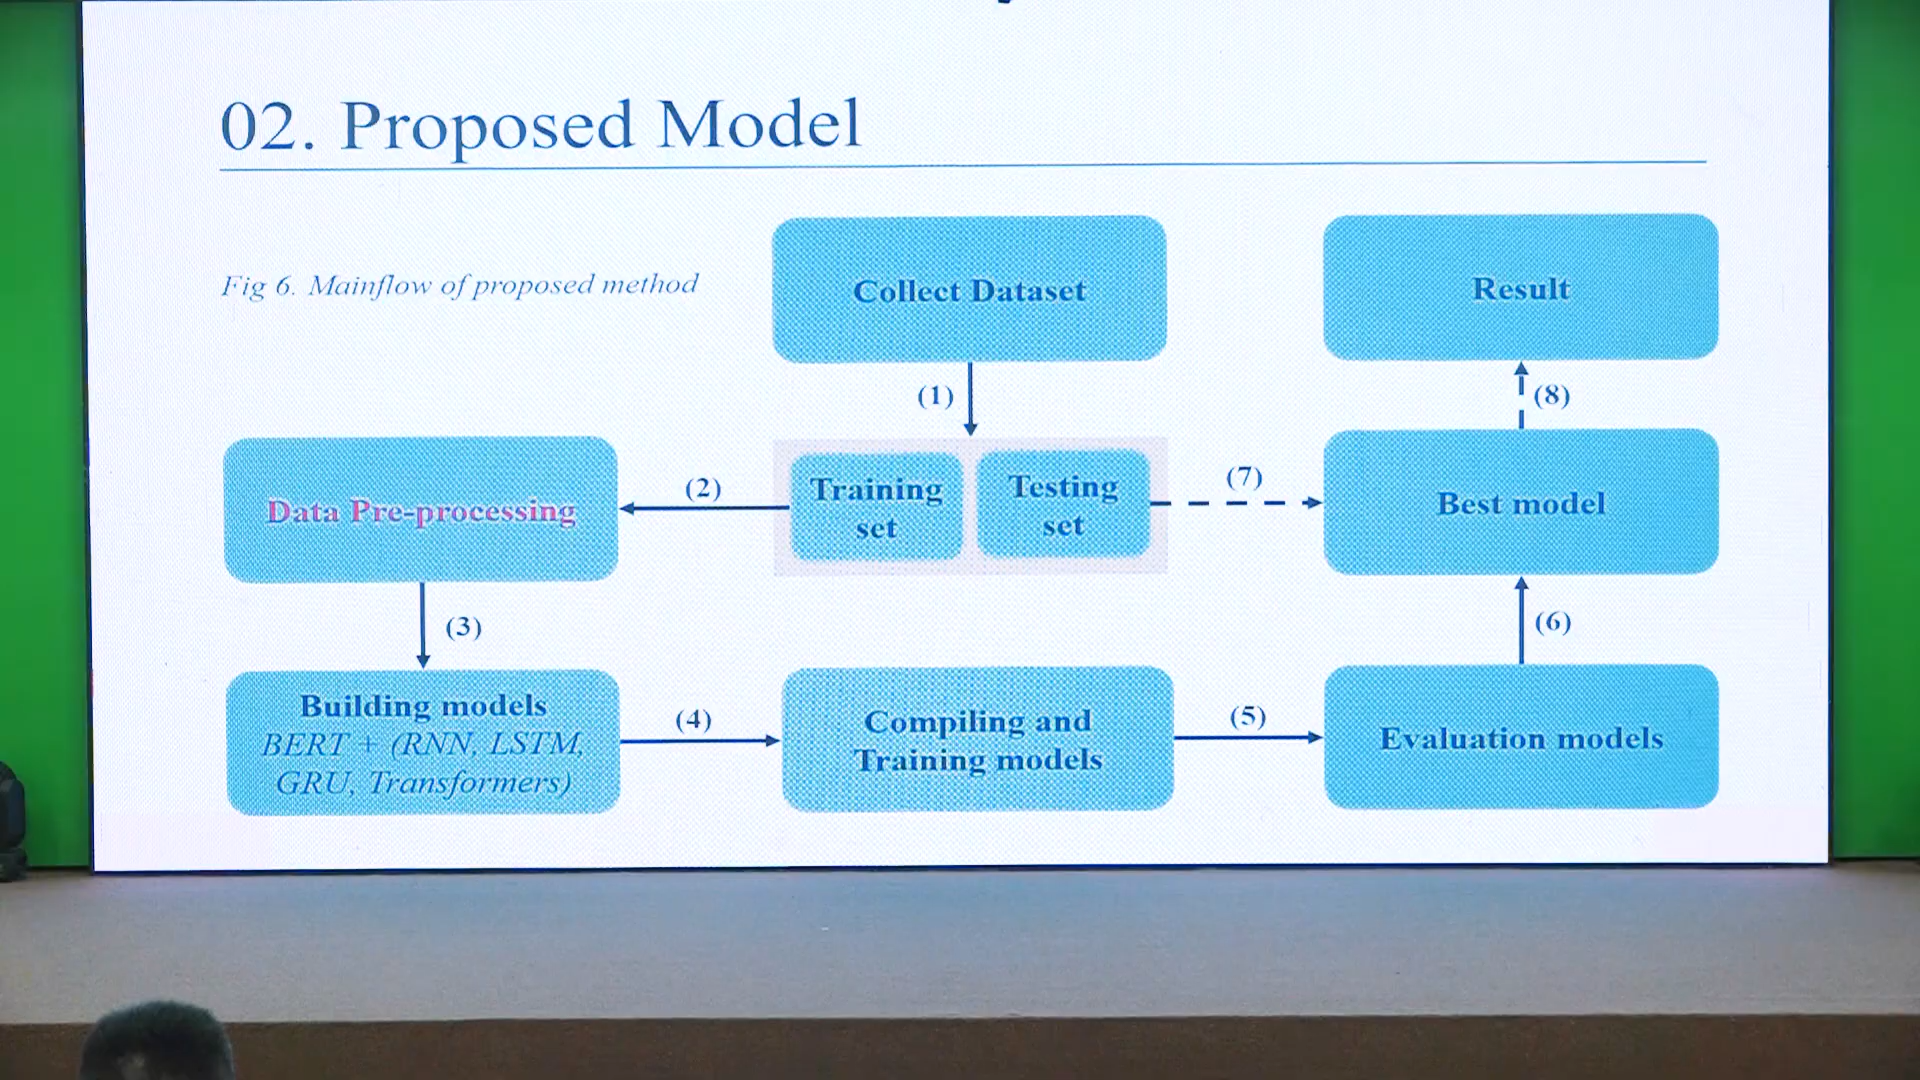 02. Proposed Model
Fig 6. Mainflow of proposed method
Collect Dataset
Result
(1)
(8)
Data Pre-processing
(2)
Training
set
Testing
set
(7)
Best model
(3)
(6)
Building models
BERT + (RNN, LSTM,
GRU, Transformers)
(4)
Compiling and
Training models
(5)
Evaluation models